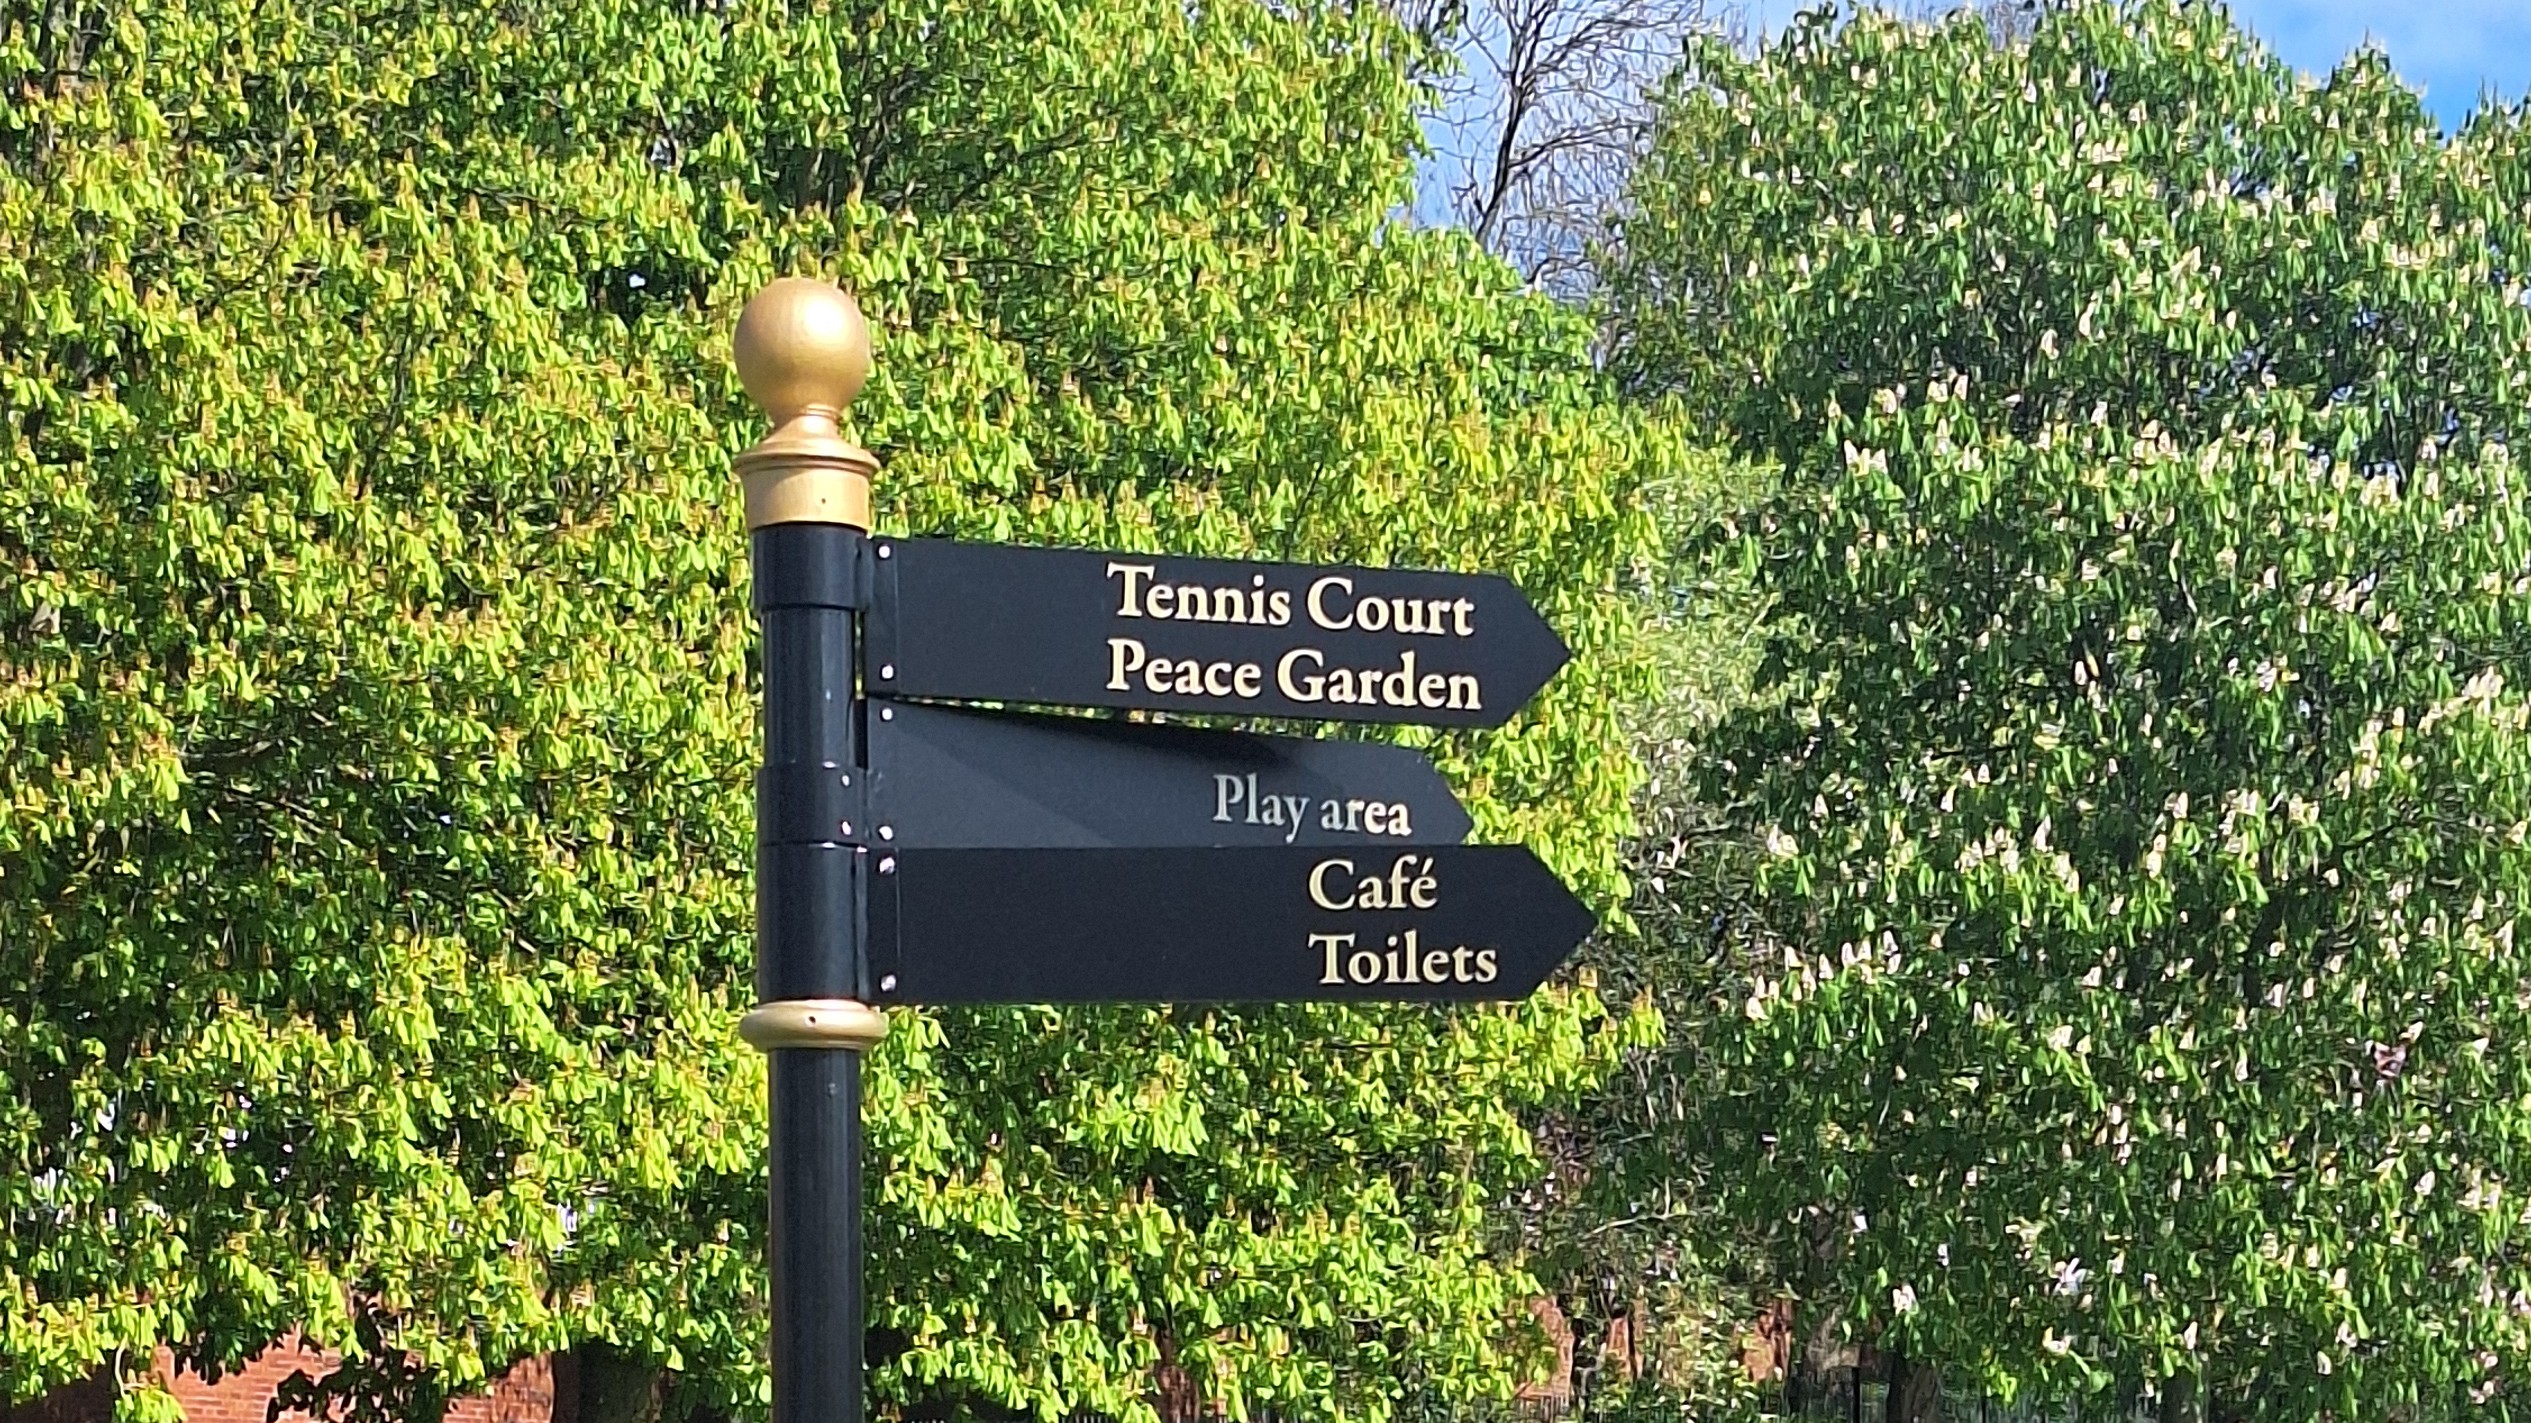 Tennis Court
Peace Garden
Play area
Café
Toilets